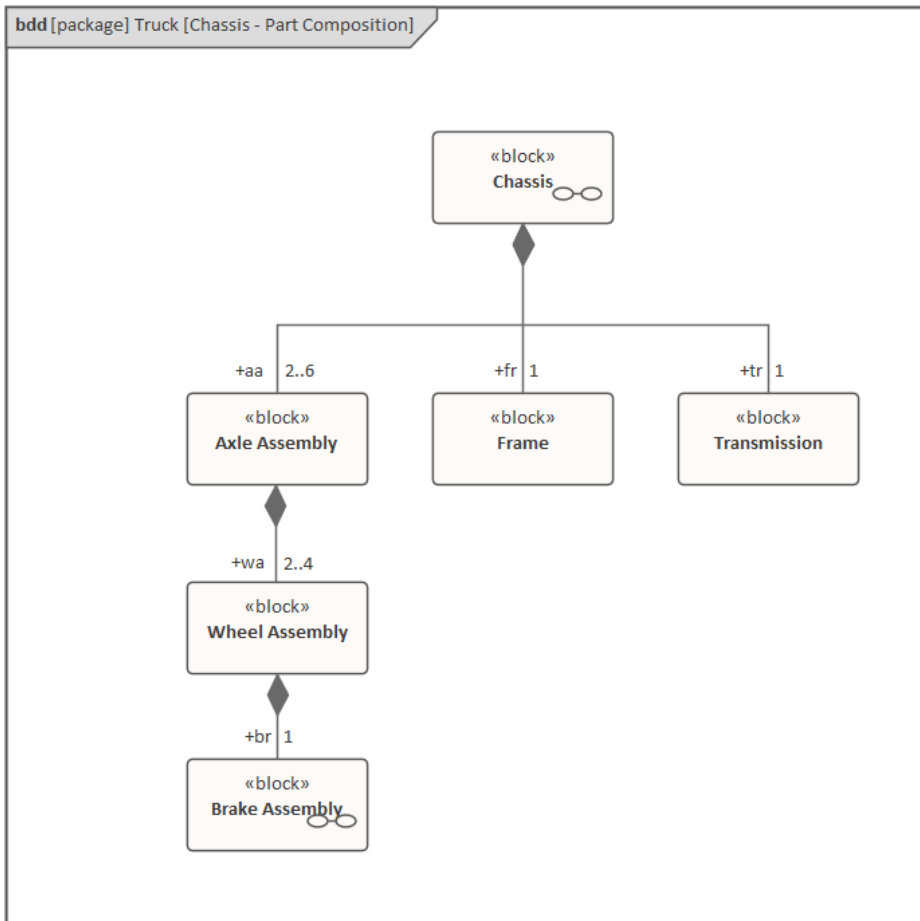 bdd [package] Truck [Chassis - Part Composition]
«block»
Chassis
+aa 2..6
+fr 1
+tr 1
«block»
Axle Assembly
«block»
Frame
«block»
Transmission
+wa 2..4
«block»
Wheel Assembly
+br 1
«block»
Brake Assembly